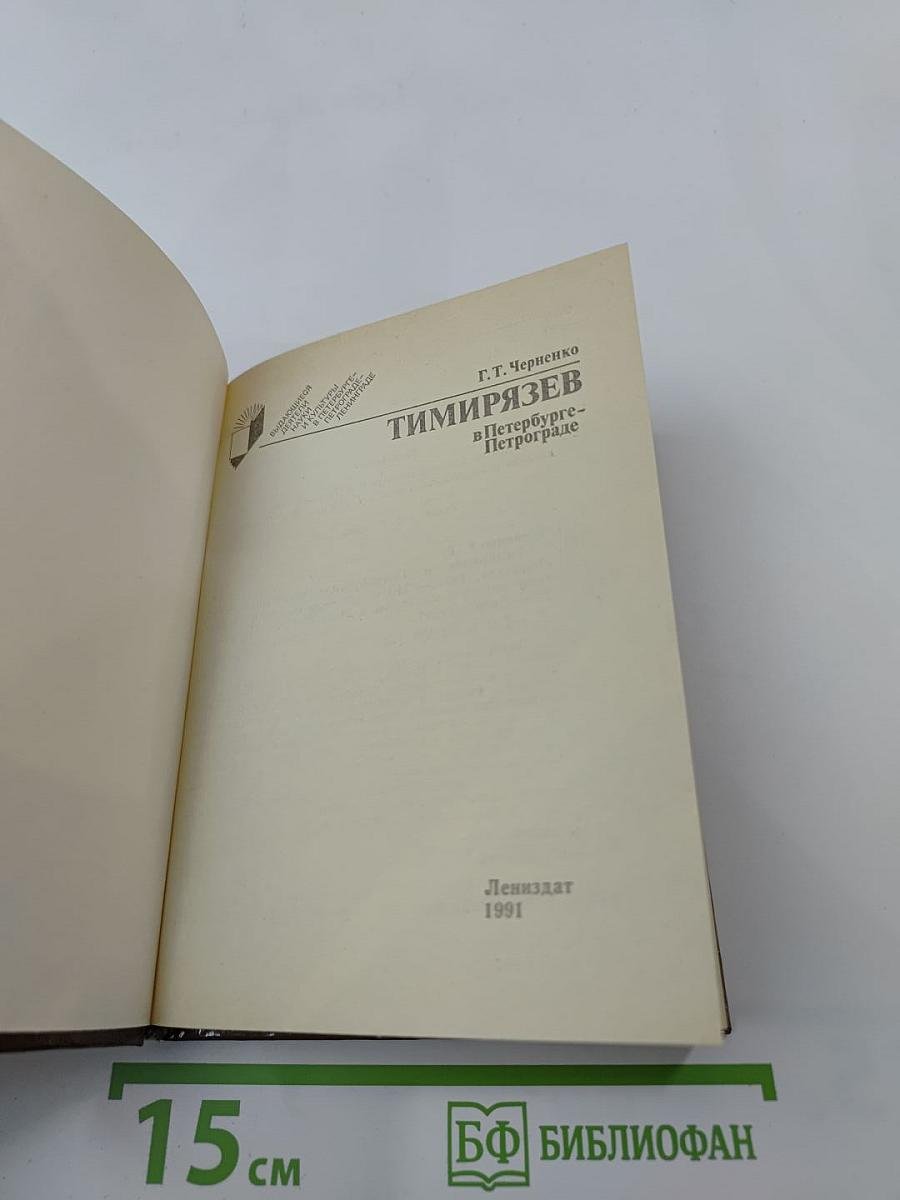 ВЫДАЮЩИЕСЯ
ДЕЯТЕЛИ
НАУКИ
И КУЛЬТУРЫ
В ПЕТЕРБУРГЕ–
ПЕТРОГРАДЕ–
ЛЕНИНГРАДЕ
Г. Т. Черненко
ТИМИРЯЗЕВ
в Петербурге–
Петрограде
Лениздат
1991
15 см
БФ БИБЛИОФАН